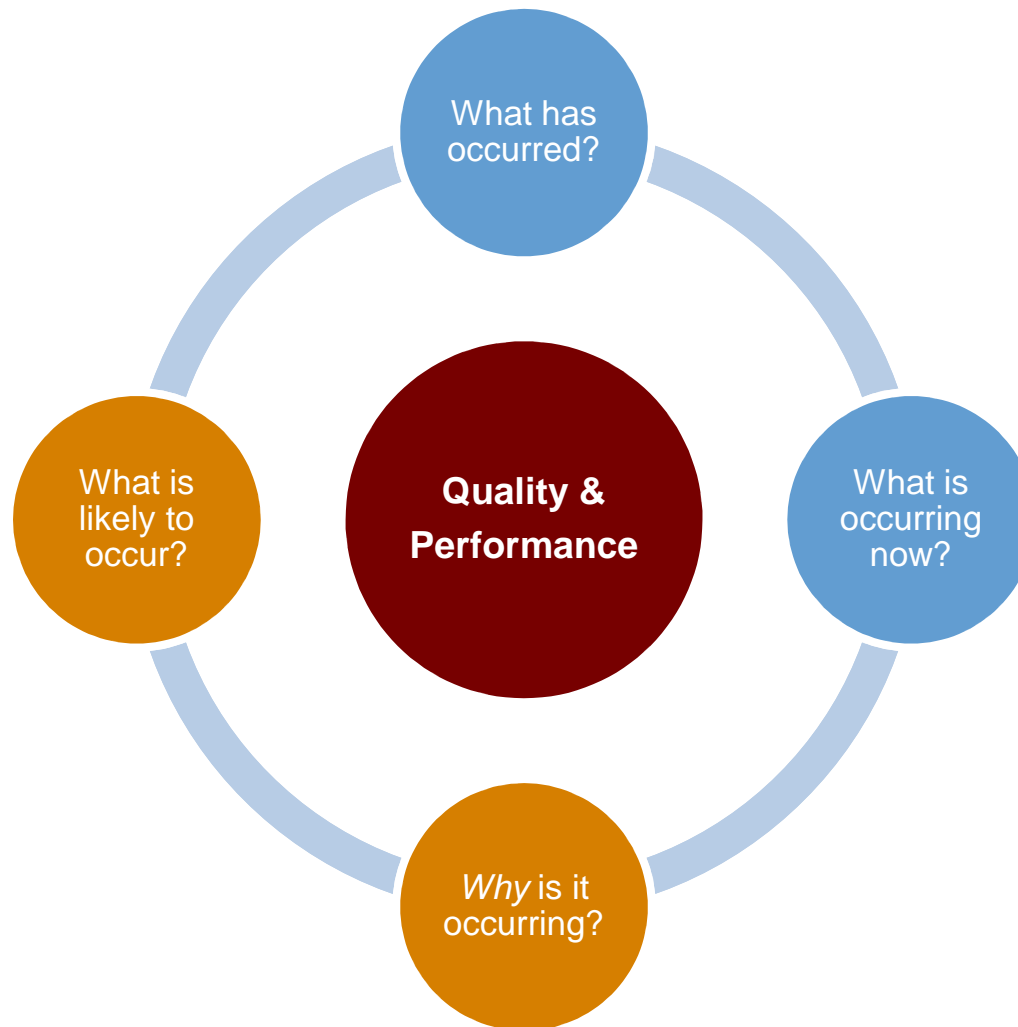 What has
occurred?
What is
likely to
occur?
Quality &
Performance
What is
occurring
now?
Why is it
occurring?